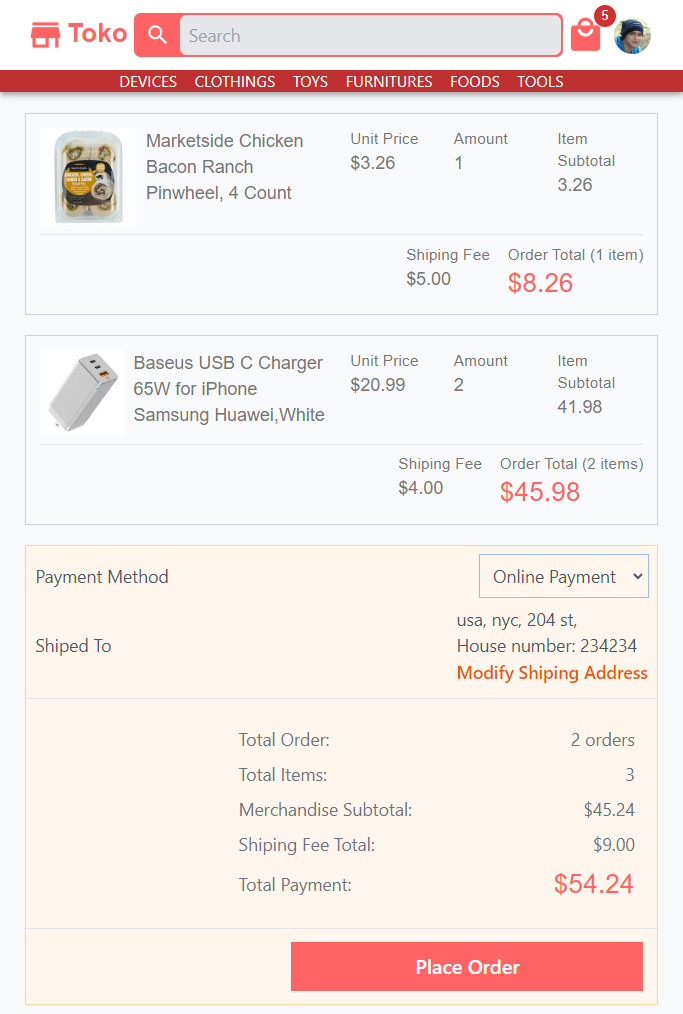 Toko
Search
5
DEVICES CLOTHINGS TOYS FURNITURES FOODS TOOLS
Marketside Chicken
Bacon Ranch
Pinwheel, 4 Count
Unit Price
$3.26
Amount
1
Item
Subtotal
3.26
Shiping Fee
$5.00
Order Total (1 item)
$8.26
Baseus USB C Charger
65W for iPhone
Samsung Huawei,White
Unit Price
$20.99
Amount
2
Item
Subtotal
41.98
Shiping Fee
$4.00
Order Total (2 items)
$45.98
Payment Method
Online Payment
Shiped To
usa, nyc, 204 st,
House number: 234234
Modify Shiping Address
Total Order: 2 orders
Total Items: 3
Merchandise Subtotal: $45.24
Shiping Fee Total: $9.00
Total Payment: $54.24
Place Order